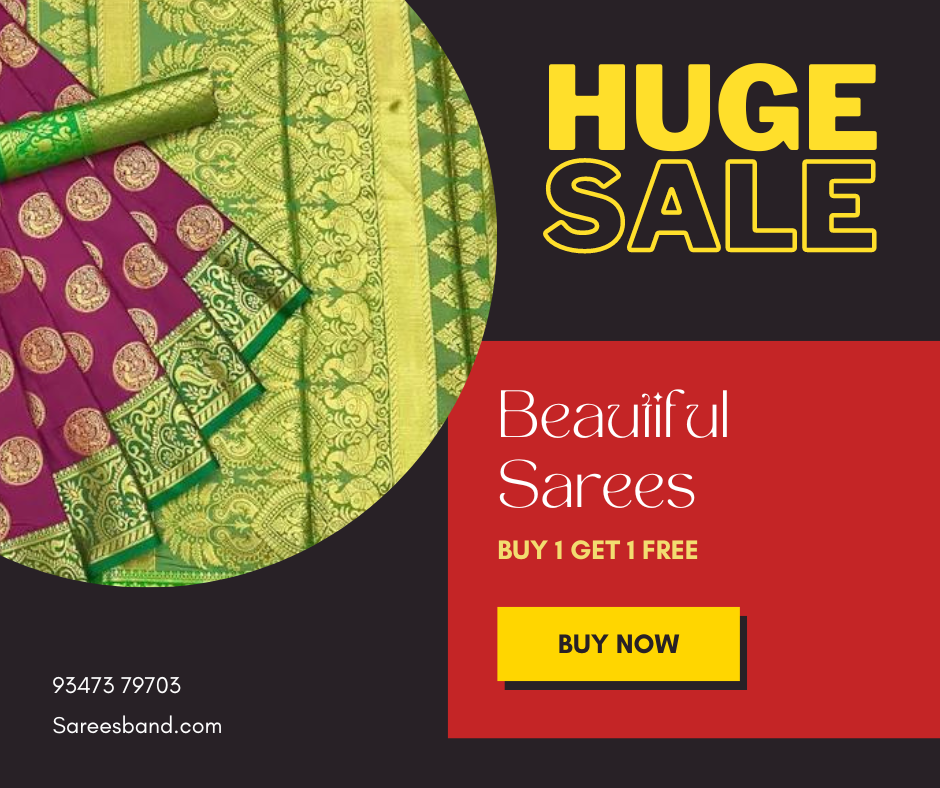 HUGE
SALE
Beautiful
Sarees
BUY 1 GET 1 FREE
BUY NOW
93473 79703
Sareesband.com